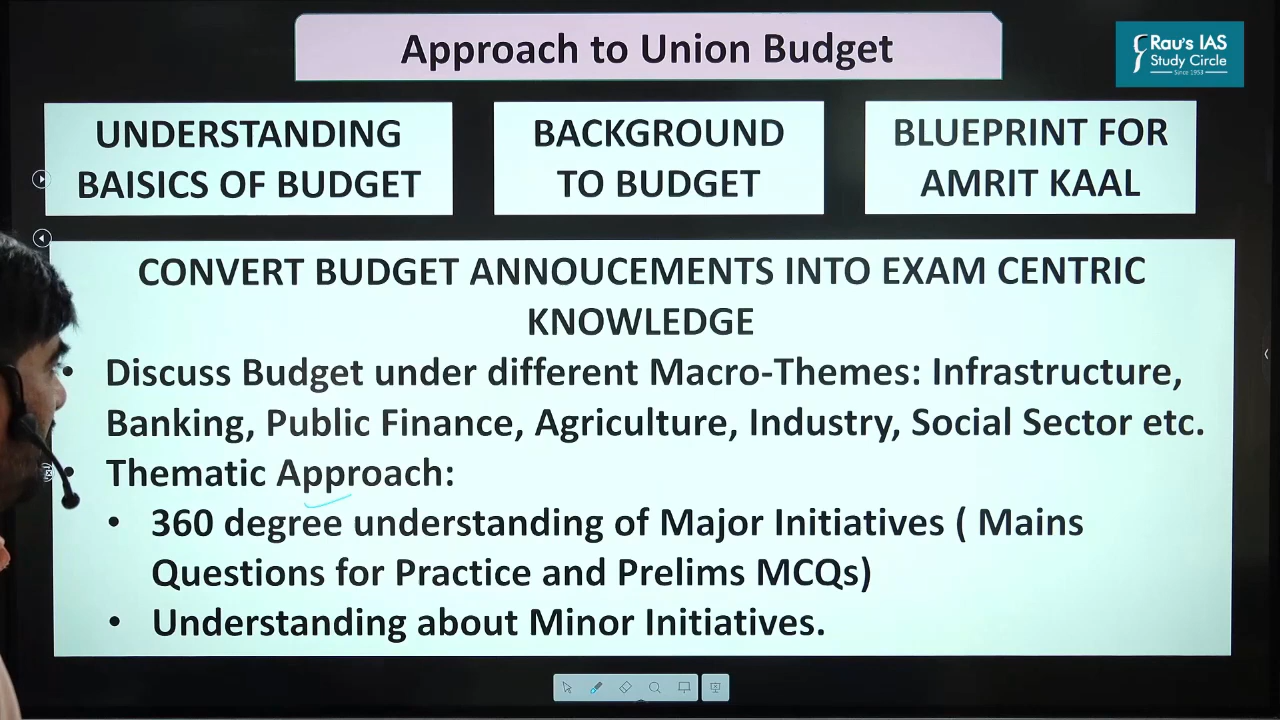 Approach to Union Budget
Rau's IAS
Study Circle
Since 1953
UNDERSTANDING
BAISICS OF BUDGET
BACKGROUND
TO BUDGET
BLUEPRINT FOR
AMRIT KAAL
CONVERT BUDGET ANNOUCEMENTS INTO EXAM CENTRIC
KNOWLEDGE
• Discuss Budget under different Macro-Themes: Infrastructure,
Banking, Public Finance, Agriculture, Industry, Social Sector etc.
• Thematic Approach:
• 360 degree understanding of Major Initiatives ( Mains
Questions for Practice and Prelims MCQs)
• Understanding about Minor Initiatives.